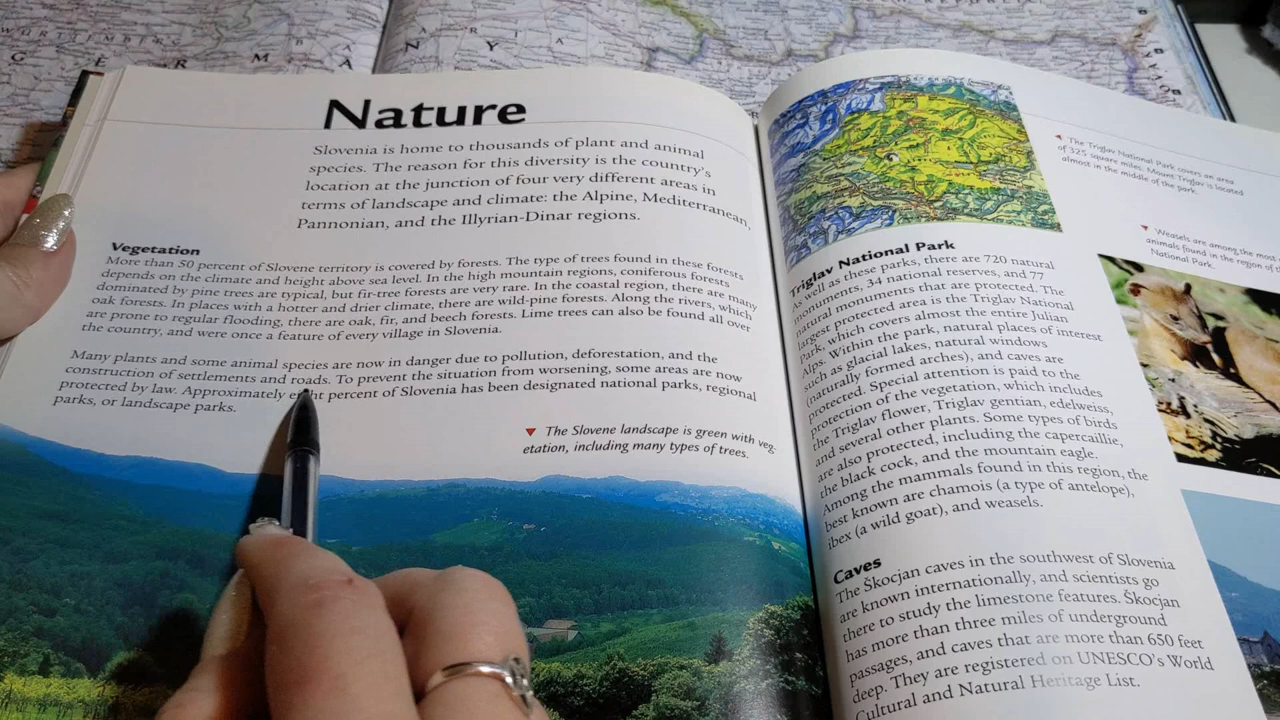 Nature
Slovenia is home to thousands of plant and animal
species. The reason for this diversity is the country's
location at the junction of four very different areas in
terms of landscape and climate: the Alpine, Mediterranean,
Pannonian, and the Illyrian-Dinar regions.
Vegetation
More than 50 percent of Slovene territory is covered by forests. The type of trees found in these forests
depends on the climate and height above sea level. In the high mountain regions, coniferous forests
dominated by pine trees are typical, but fir-tree forests are very rare. In the coastal region, there are many
oak forests. In places with a hotter and drier climate, there are wild-pine forests. Along the rivers, which
are prone to regular flooding, there are oak, fir, and beech forests. Lime trees can also be found all over
the country, and were once a feature of every village in Slovenia.
Many plants and some animal species are now in danger due to pollution, deforestation, and the
construction of settlements and roads. To prevent the situation from worsening, some areas are now
protected by law. Approximately eight percent of Slovenia has been designated national parks, regional
parks, or landscape parks.
The Slovene landscape is green with veg-
etation, including many types of trees.
The Triglav National Park covers an area
of 325 square miles. Mount Triglav is located
almost in the middle of the park.
Weasels are among the most
animals found in the region of
National Park.
Triglav National Park
As well as these parks, there are 720 natural
monuments, 34 national reserves, and 77
natural monuments that are protected. The
largest protected area is the Triglav National
Park, which covers almost the entire Julian
Alps. Within the park, natural places of interest
such as glacial lakes, natural windows
(naturally formed arches), and caves are
protected. Special attention is paid to the
protection of the vegetation, which includes
the Triglav flower, Triglav gentian, edelweiss,
and several other plants. Some types of birds
are also protected, including the capercaillie,
the black cock, and the mountain eagle.
Among the mammals found in this region, the
best known are chamois (a type of antelope),
ibex (a wild goat), and weasels.
Caves
The Škocjan caves in the southwest of Slovenia
are known internationally, and scientists go
there to study the limestone features. Škocjan
has more than three miles of underground
passages, and caves that are more than 650 feet
deep. They are registered on UNESCO's World
Cultural and Natural Heritage List.